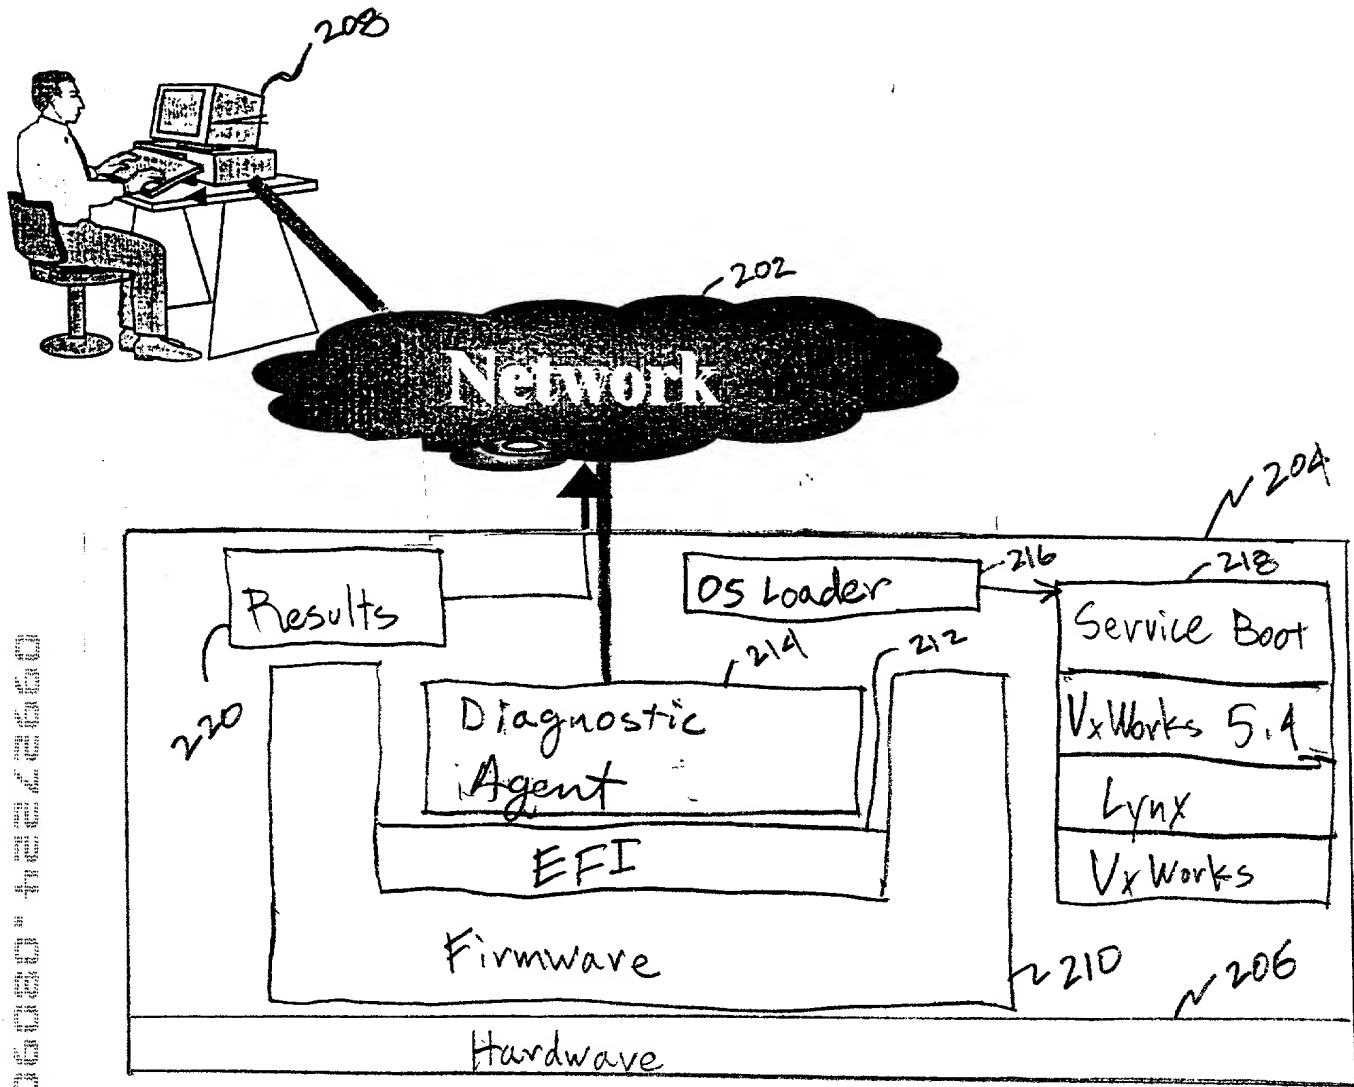 208
202
Network
204
216
218
OS Loader
Results
Service Boot
214
212
220
Diagnostic
Agent
VxWorks 5.4
Lynx
EFI
VxWorks
Firmware
210
206
Hardware